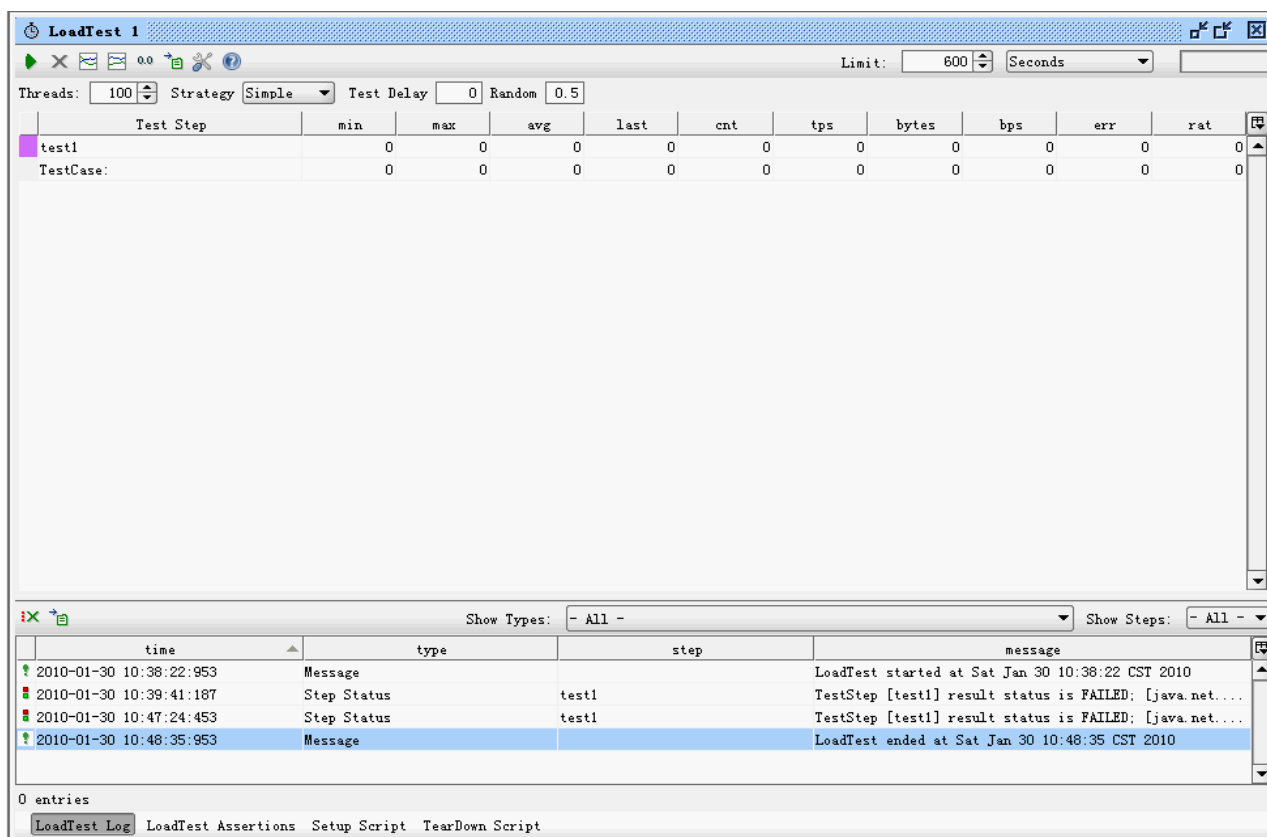 LoadTest 1
0.0 Limit: 600 Seconds
Threads: 100 Strategy Simple Test Delay 0 Random 0.5
Test Step min max avg last cnt tps bytes bps err rat
test1 0 0 0 0 0 0 0 0 0 0
TestCase: 0 0 0 0 0 0 0 0 0 0
Show Types: - All - Show Steps: - All -
time type step message
2010-01-30 10:38:22:953 Message LoadTest started at Sat Jan 30 10:38:22 CST 2010
2010-01-30 10:39:41:187 Step Status test1 TestStep [test1] result status is FAILED; [java.net....
2010-01-30 10:47:24:453 Step Status test1 TestStep [test1] result status is FAILED; [java.net....
2010-01-30 10:48:35:953 Message LoadTest ended at Sat Jan 30 10:48:35 CST 2010
0 entries
LoadTest Log LoadTest Assertions Setup Script TearDown Script